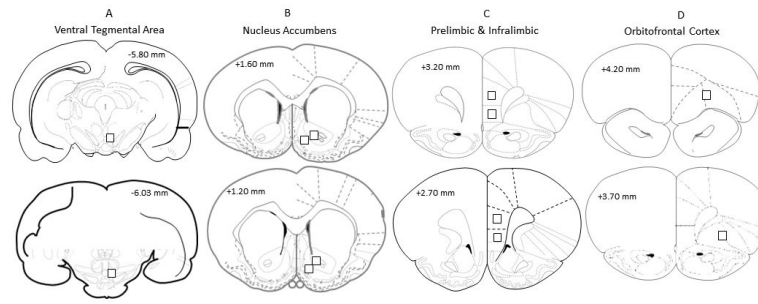 A
Ventral Tegmental Area
-5.80 mm
-6.03 mm
B
Nucleus Accumbens
+1.60 mm
+1.20 mm
C
Prelimbic & Infralimbic
+3.20 mm
+2.70 mm
D
Orbitofrontal Cortex
+4.20 mm
+3.70 mm